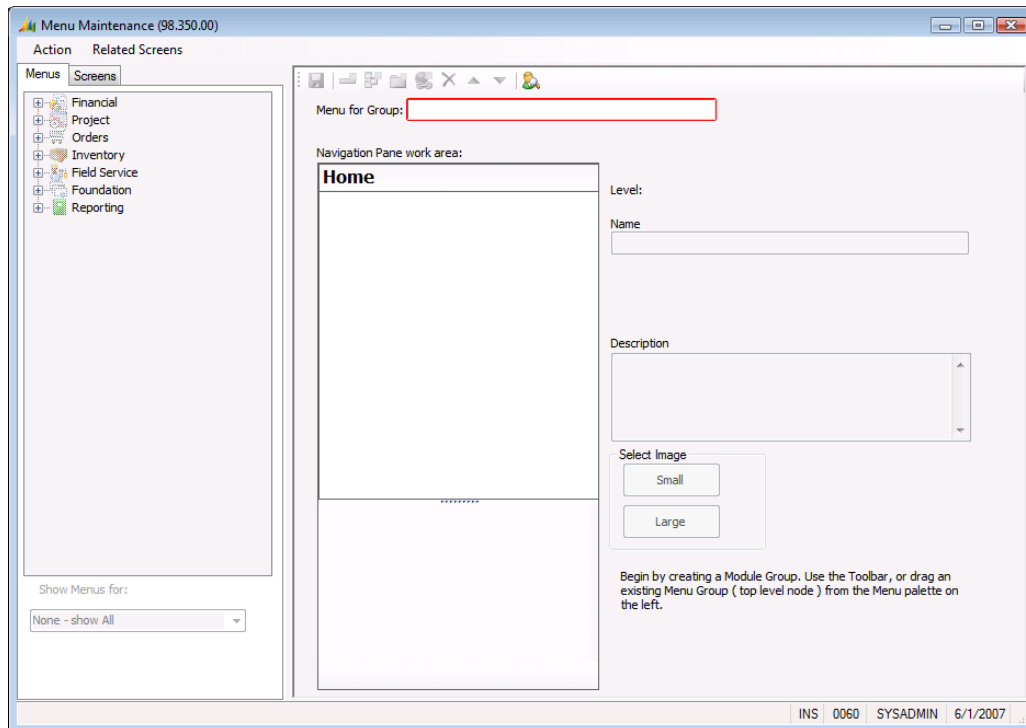 Menu Maintenance (98.350.00)
Action Related Screens
Menus Screens
Financial
Project
Orders
Inventory
Field Service
Foundation
Reporting
Show Menus for:
None - show All
Menu for Group:
Navigation Pane work area:
Home
Level:
Name
Description
Select Image
Small
Large
Begin by creating a Module Group. Use the Toolbar, or drag an
existing Menu Group ( top level node ) from the Menu palette on
the left.
INS 0060 SYSADMIN 6/1/2007